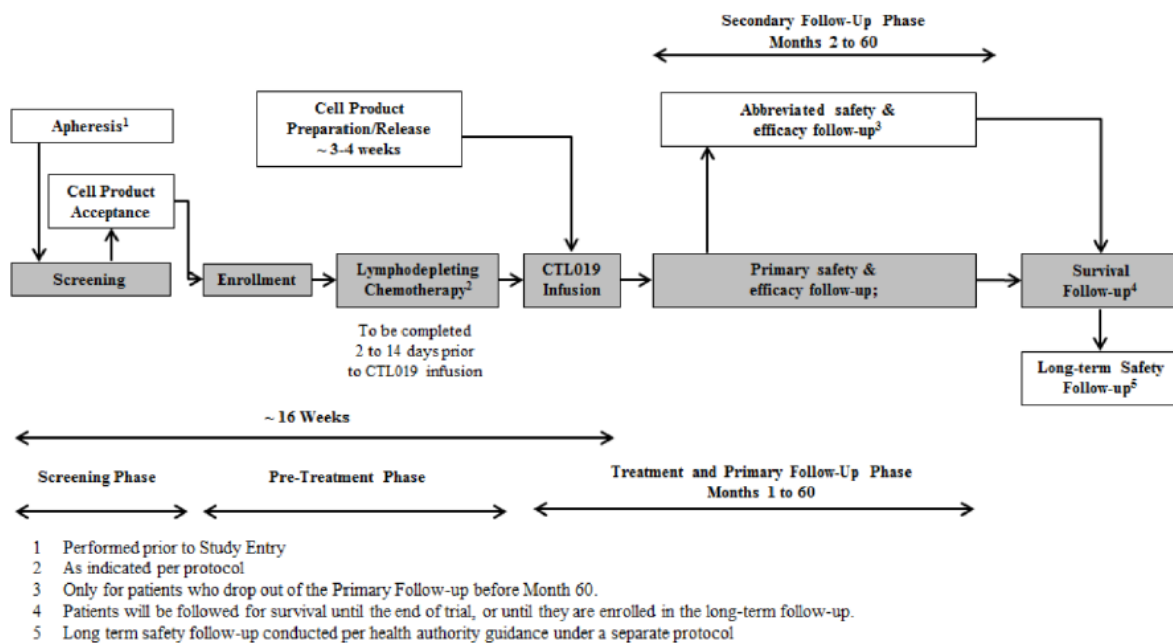 Secondary Follow-Up Phase
Months 2 to 60
Apheresis1
Cell Product
Preparation/Release
~ 3-4 weeks
Abbreviated safety &
efficacy follow-up3
Cell Product
Acceptance
Screening
Enrollment
Lymphodepleting
Chemotherapy2
CTL019
Infusion
Primary safety &
efficacy follow-up;
Survival
Follow-up4
To be completed
2 to 14 days prior
to CTL019 infusion
Long-term Safety
Follow-up5
~ 16 Weeks
Screening Phase
Pre-Treatment Phase
Treatment and Primary Follow-Up Phase
Months 1 to 60
1 Performed prior to Study Entry
2 As indicated per protocol
3 Only for patients who drop out of the Primary Follow-up before Month 60.
4 Patients will be followed for survival until the end of trial, or until they are enrolled in the long-term follow-up.
5 Long term safety follow-up conducted per health authority guidance under a separate protocol